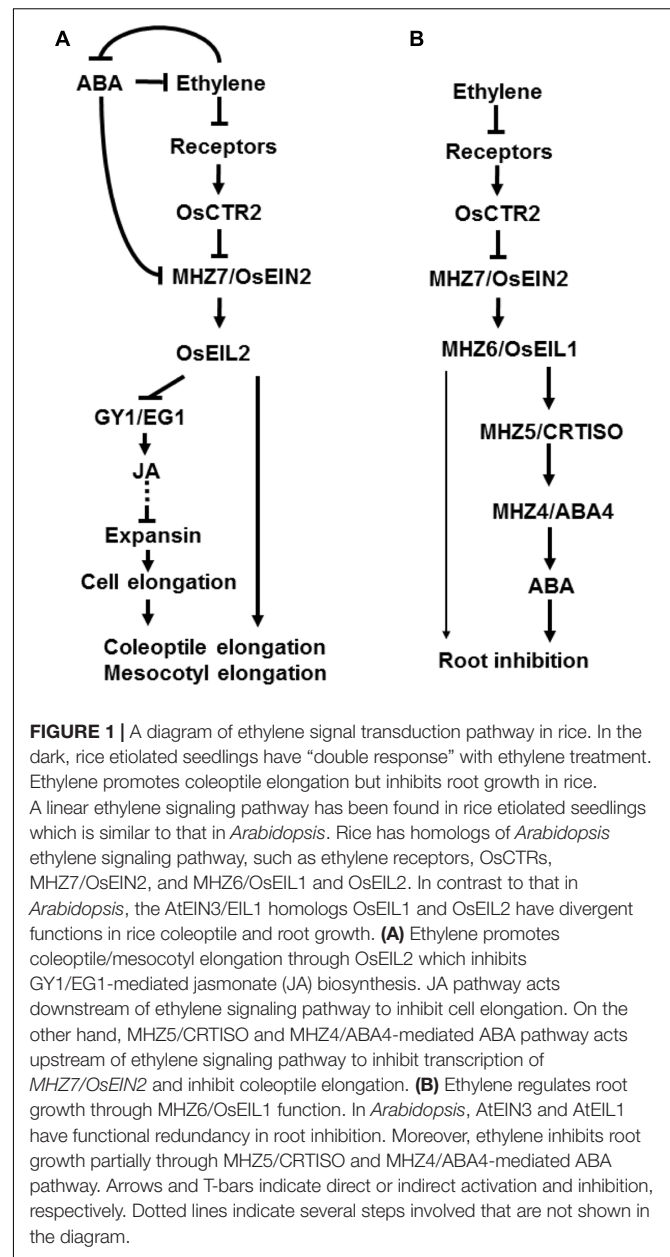 A
ABA
Ethylene
Receptors
OsCTR2
MHZ7/OsEIN2
OsEIL2
GY1/EG1
JA
Expansin
Cell elongation
Coleoptile elongation
Mesocotyl elongation
B
Ethylene
Receptors
OsCTR2
MHZ7/OsEIN2
MHZ6/OsEIL1
MHZ5/CRTISO
MHZ4/ABA4
ABA
Root inhibition
FIGURE 1 | A diagram of ethylene signal transduction pathway in rice. In the
dark, rice etiolated seedlings have “double response” with ethylene treatment.
Ethylene promotes coleoptile elongation but inhibits root growth in rice.
A linear ethylene signaling pathway has been found in rice etiolated seedlings
which is similar to that in Arabidopsis. Rice has homologs of Arabidopsis
ethylene signaling pathway, such as ethylene receptors, OsCTRs,
MHZ7/OsEIN2, and MHZ6/OsEIL1 and OsEIL2. In contrast to that in
Arabidopsis, the AtEIN3/EIL1 homologs OsEIL1 and OsEIL2 have divergent
functions in rice coleoptile and root growth. (A) Ethylene promotes
coleoptile/mesocotyl elongation through OsEIL2 which inhibits
GY1/EG1-mediated jasmonate (JA) biosynthesis. JA pathway acts
downstream of ethylene signaling pathway to inhibit cell elongation. On the
other hand, MHZ5/CRTISO and MHZ4/ABA4-mediated ABA pathway acts
upstream of ethylene signaling pathway to inhibit transcription of
MHZ7/OsEIN2 and inhibit coleoptile elongation. (B) Ethylene regulates root
growth through MHZ6/OsEIL1 function. In Arabidopsis, AtEIN3 and AtEIL1
have functional redundancy in root inhibition. Moreover, ethylene inhibits root
growth partially through MHZ5/CRTISO and MHZ4/ABA4-mediated ABA
pathway. Arrows and T-bars indicate direct or indirect activation and inhibition,
respectively. Dotted lines indicate several steps involved that are not shown in
the diagram.